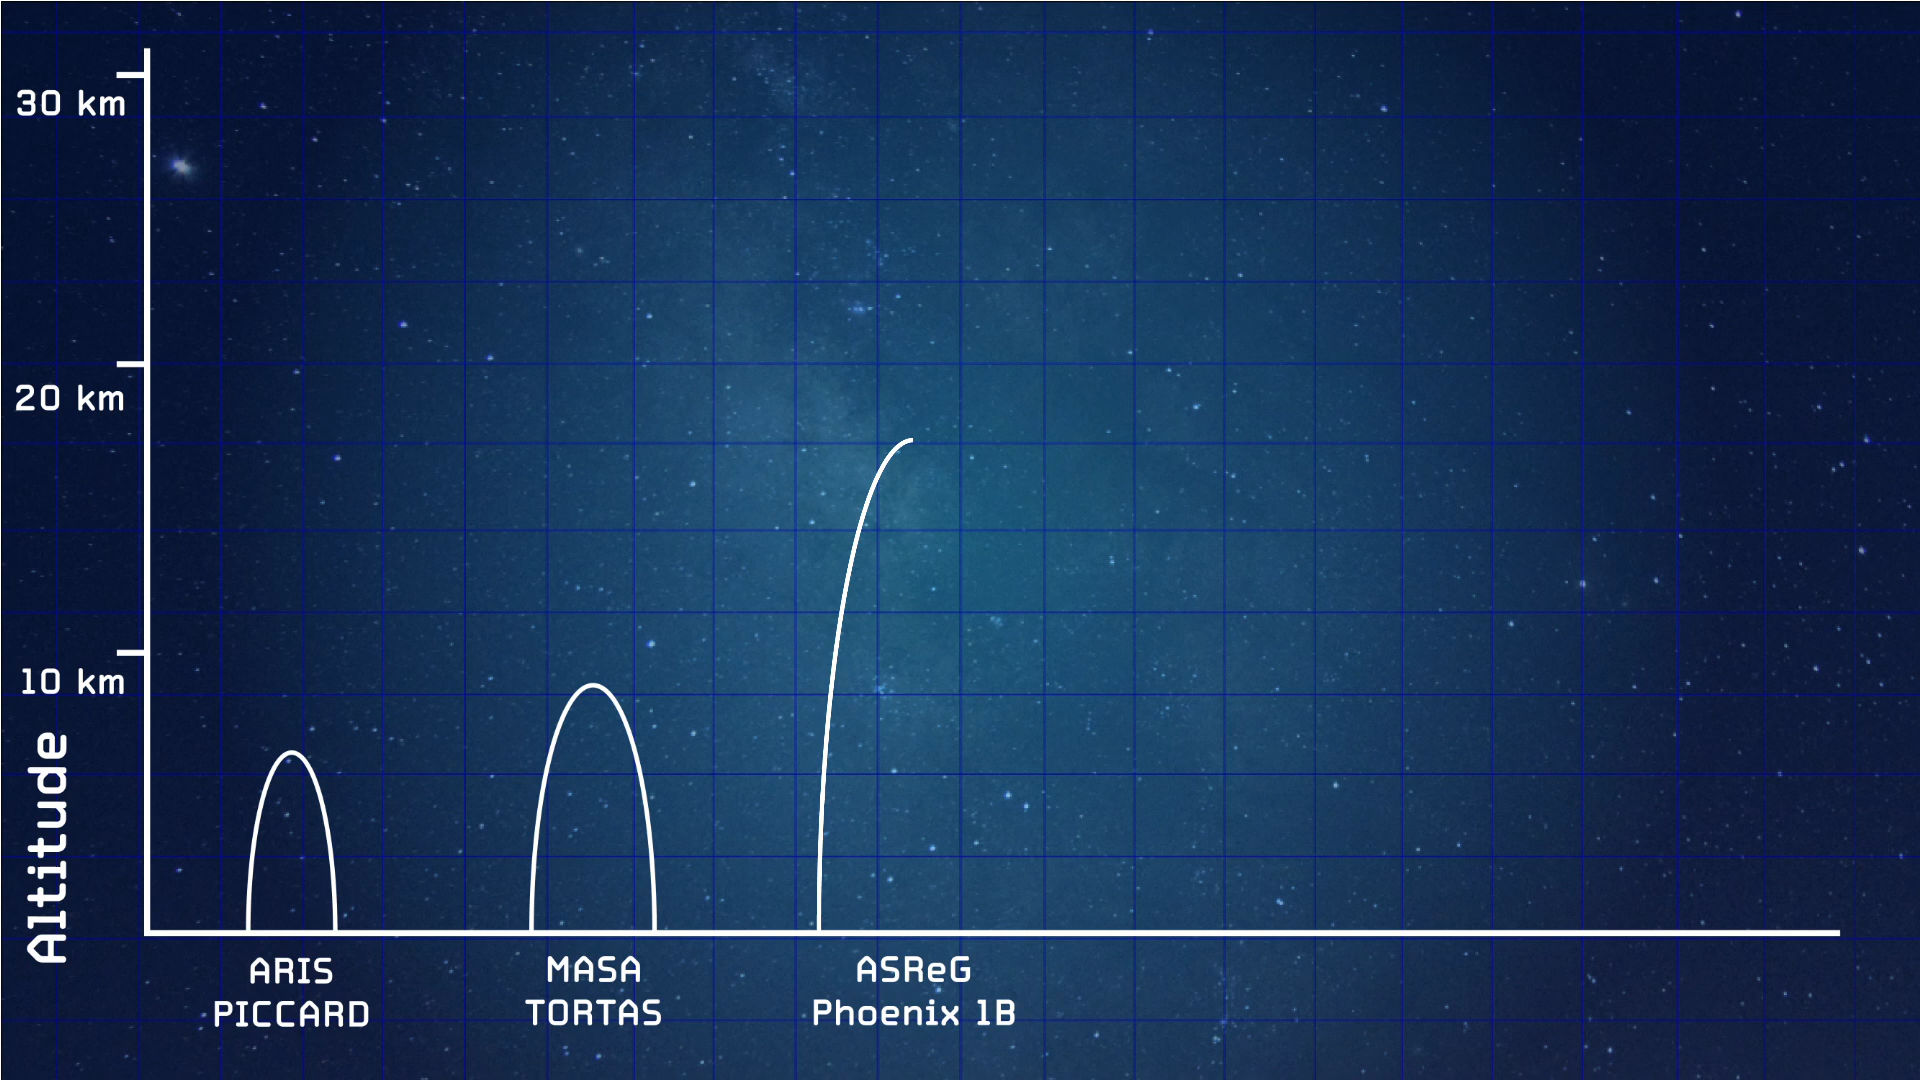 30 km
20 km
10 km
Altitude
ARIS
PICCARD
MASA
TORTAS
ASReG
Phoenix 1B